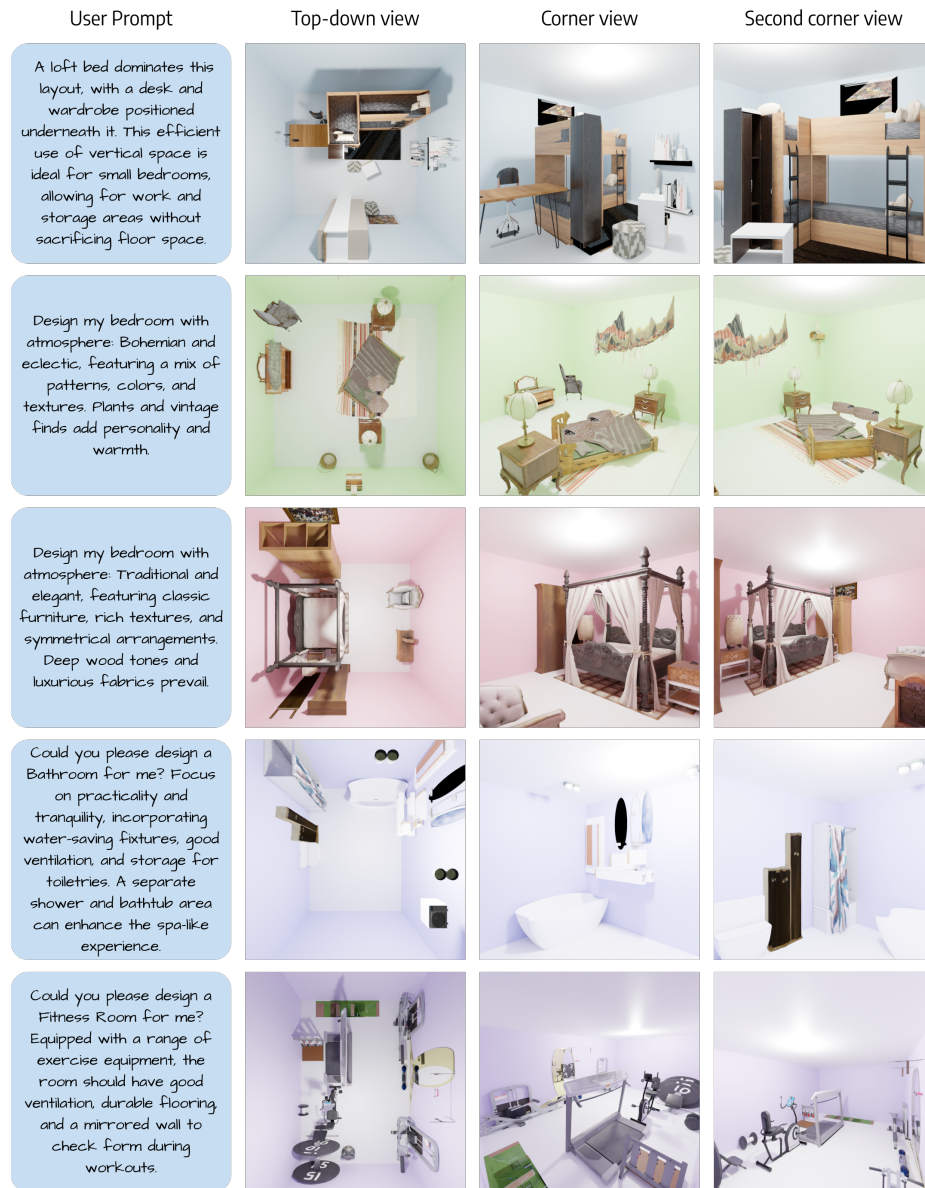 User Prompt
Top-down view
Corner view
Second corner view
A loft bed dominates this
layout, with a desk and
wardrobe positioned
underneath it. This efficient
use of vertical space is
ideal for small bedrooms,
allowing for work and
storage areas without
sacrificing floor space.
Design my bedroom with
atmosphere: Bohemian and
eclectic, featuring a mix of
patterns, colors, and
textures. Plants and vintage
finds add personality and
warmth.
Design my bedroom with
atmosphere: Traditional and
elegant, featuring classic
furniture, rich textures, and
symmetrical arrangements.
Deep wood tones and
luxurious fabrics prevail.
Could you please design a
Bathroom for me? Focus
on practicality and
tranquility, incorporating
water-saving fixtures, good
ventilation, and storage for
toiletries. A separate
shower and bathtub area
can enhance the spa-like
experience.
Could you please design a
Fitness Room for me?
Equipped with a range of
exercise equipment, the
room should have good
ventilation, durable flooring,
and a mirrored wall to
check form during
workouts.